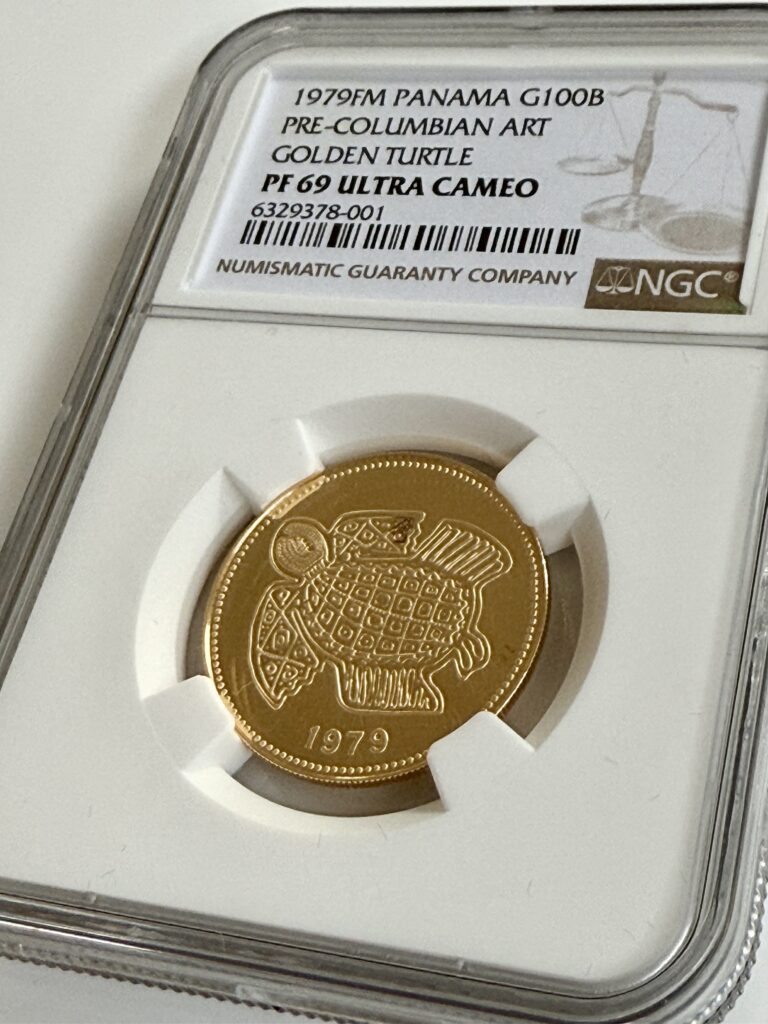 1979FM PANAMA G100B
PRE-COLUMBIAN ART
GOLDEN TURTLE
PF 69 ULTRA CAMEO
6329378-001
NUMISMATIC GUARANTY COMPANY
NGC®
1979